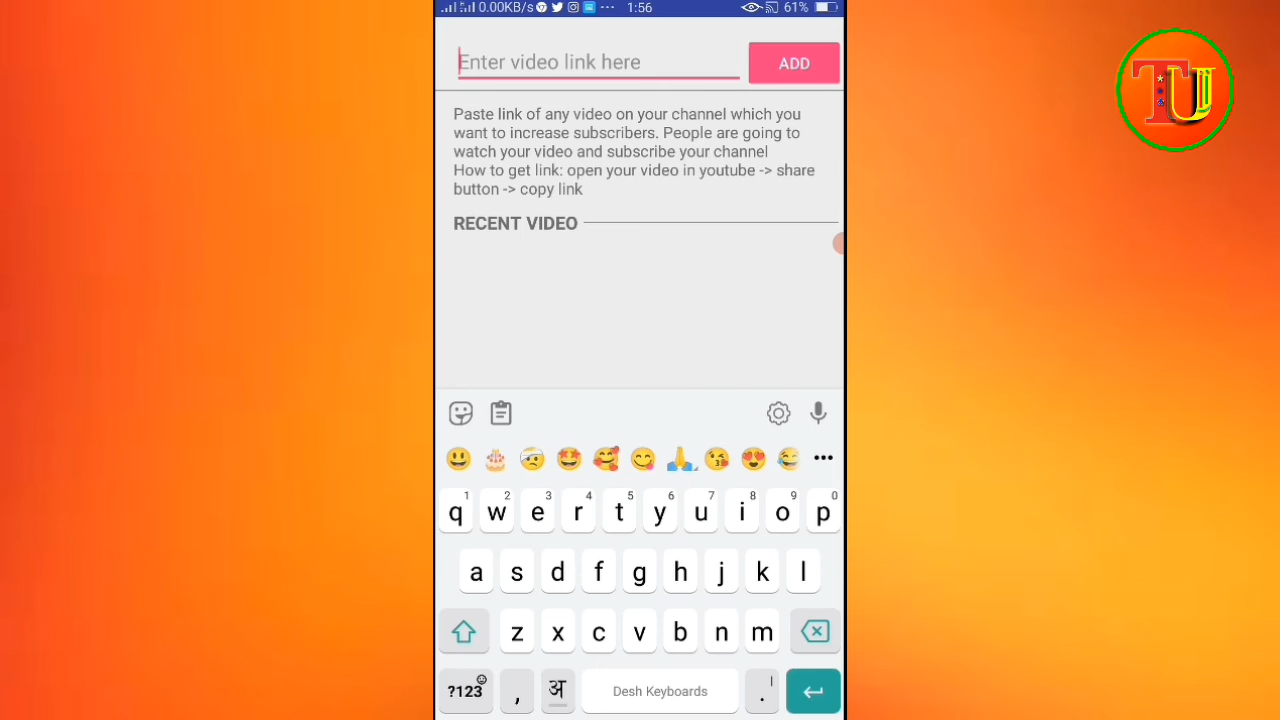 0.00KB/s 1:56 61%
Enter video link here
ADD
Paste link of any video on your channel which you
want to increase subscribers. People are going to
watch your video and subscribe your channel
How to get link: open your video in youtube -> share
button -> copy link
RECENT VIDEO
1 2 3 4 5 6 7 8 9 0
q w e r t y u i o p
a s d f g h j k l
z x c v b n m
?123 , अ Desh Keyboards .
TU